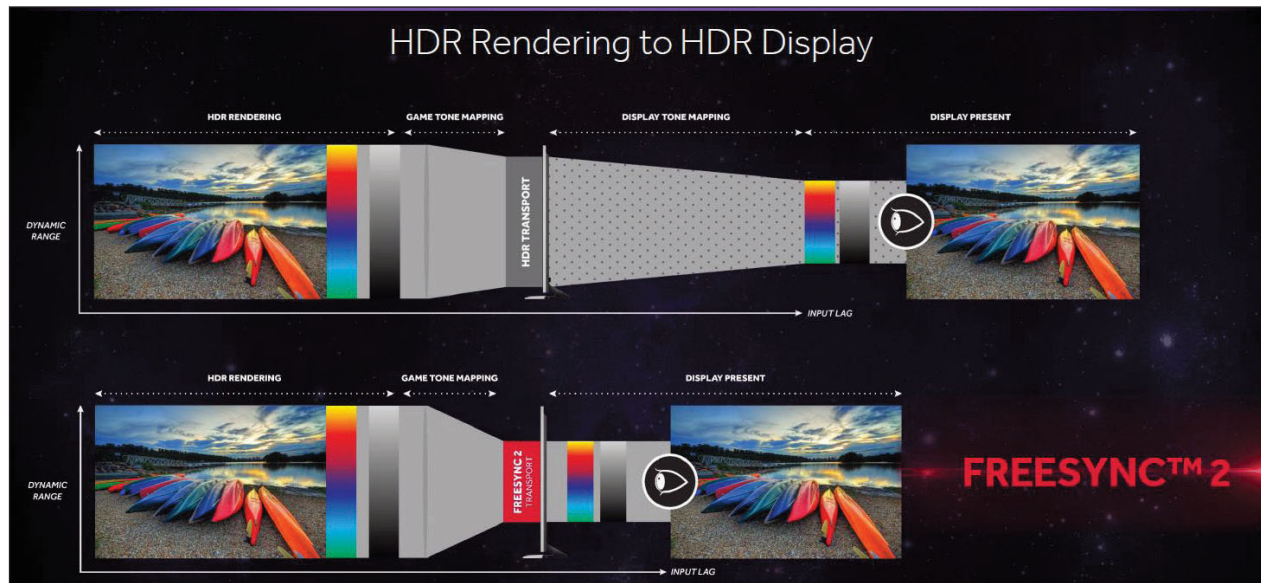 HDR Rendering to HDR Display
HDR RENDERING
GAME TONE MAPPING
DISPLAY TONE MAPPING
DISPLAY PRESENT
DYNAMIC
RANGE
HDR TRANSPORT
INPUT LAG
HDR RENDERING
GAME TONE MAPPING
DISPLAY PRESENT
DYNAMIC
RANGE
FREESYNC 2
TRANSPORT
FREESYNC™ 2
INPUT LAG